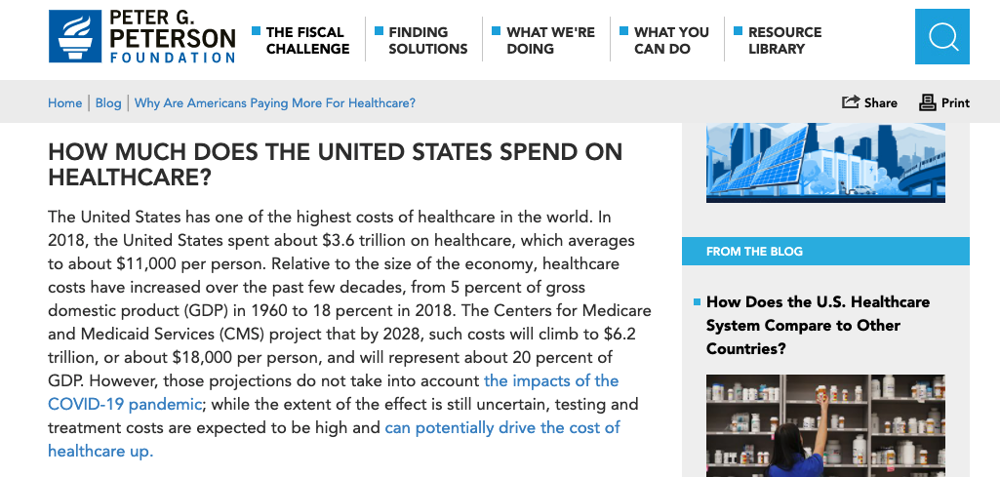 PETER G.
PETERSON
FOUNDATION
THE FISCAL
CHALLENGE
FINDING
SOLUTIONS
WHAT WE'RE
DOING
WHAT YOU
CAN DO
RESOURCE
LIBRARY
Home | Blog | Why Are Americans Paying More For Healthcare?
Share
Print
HOW MUCH DOES THE UNITED STATES SPEND ON
HEALTHCARE?
The United States has one of the highest costs of healthcare in the world. In
2018, the United States spent about $3.6 trillion on healthcare, which averages
to about $11,000 per person. Relative to the size of the economy, healthcare
costs have increased over the past few decades, from 5 percent of gross
domestic product (GDP) in 1960 to 18 percent in 2018. The Centers for Medicare
and Medicaid Services (CMS) project that by 2028, such costs will climb to $6.2
trillion, or about $18,000 per person, and will represent about 20 percent of
GDP. However, those projections do not take into account the impacts of the
COVID-19 pandemic; while the extent of the effect is still uncertain, testing and
treatment costs are expected to be high and can potentially drive the cost of
healthcare up.
FROM THE BLOG
How Does the U.S. Healthcare
System Compare to Other
Countries?